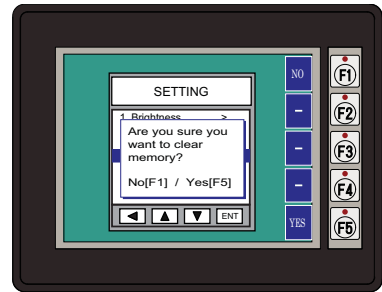 SETTING
1 Brightness >
Are you sure you
want to clear
memory?
No[F1] / Yes[F5]
ENT
NO
-
-
-
YES
F1
F2
F3
F4
F5